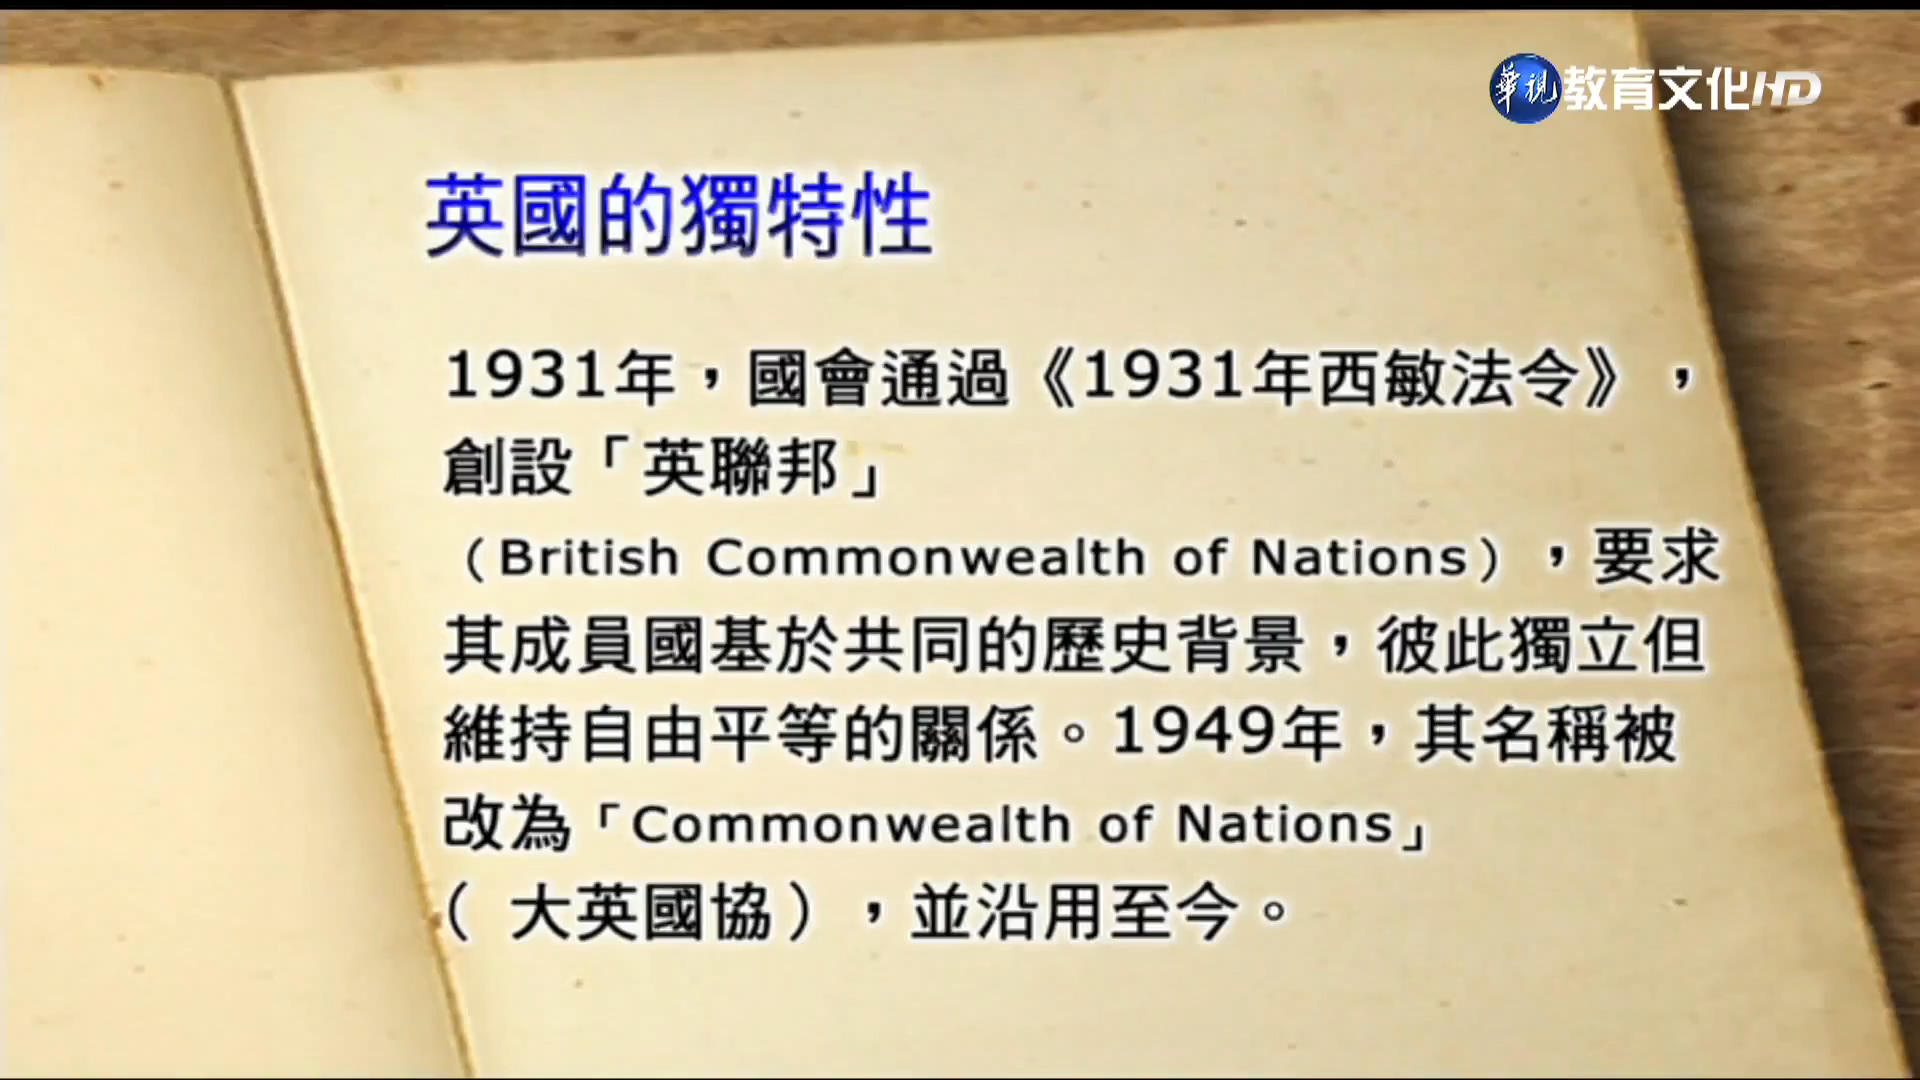 華視教育文化HD
英國的獨特性
1931年，國會通過《1931年西敏法令》，
創設「英聯邦」
（British Commonwealth of Nations），要求
其成員國基於共同的歷史背景，彼此獨立但
維持自由平等的關係。1949年，其名稱被
改為「Commonwealth of Nations」
（ 大英國協），並沿用至今。